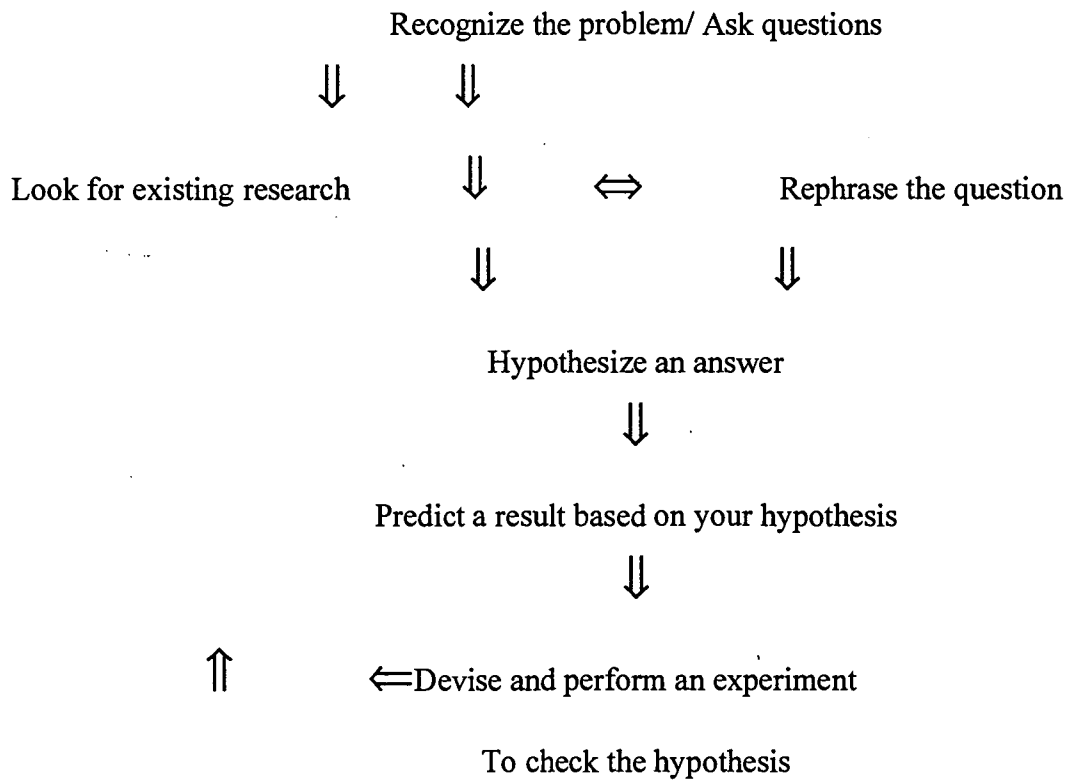 Recognize the problem/ Ask questions
⇓ ⇓
Look for existing research ⇓ ⇔ Rephrase the question
⇓ ⇓
Hypothesize an answer
⇓
Predict a result based on your hypothesis
⇓
⇑ ⇐Devise and perform an experiment
To check the hypothesis